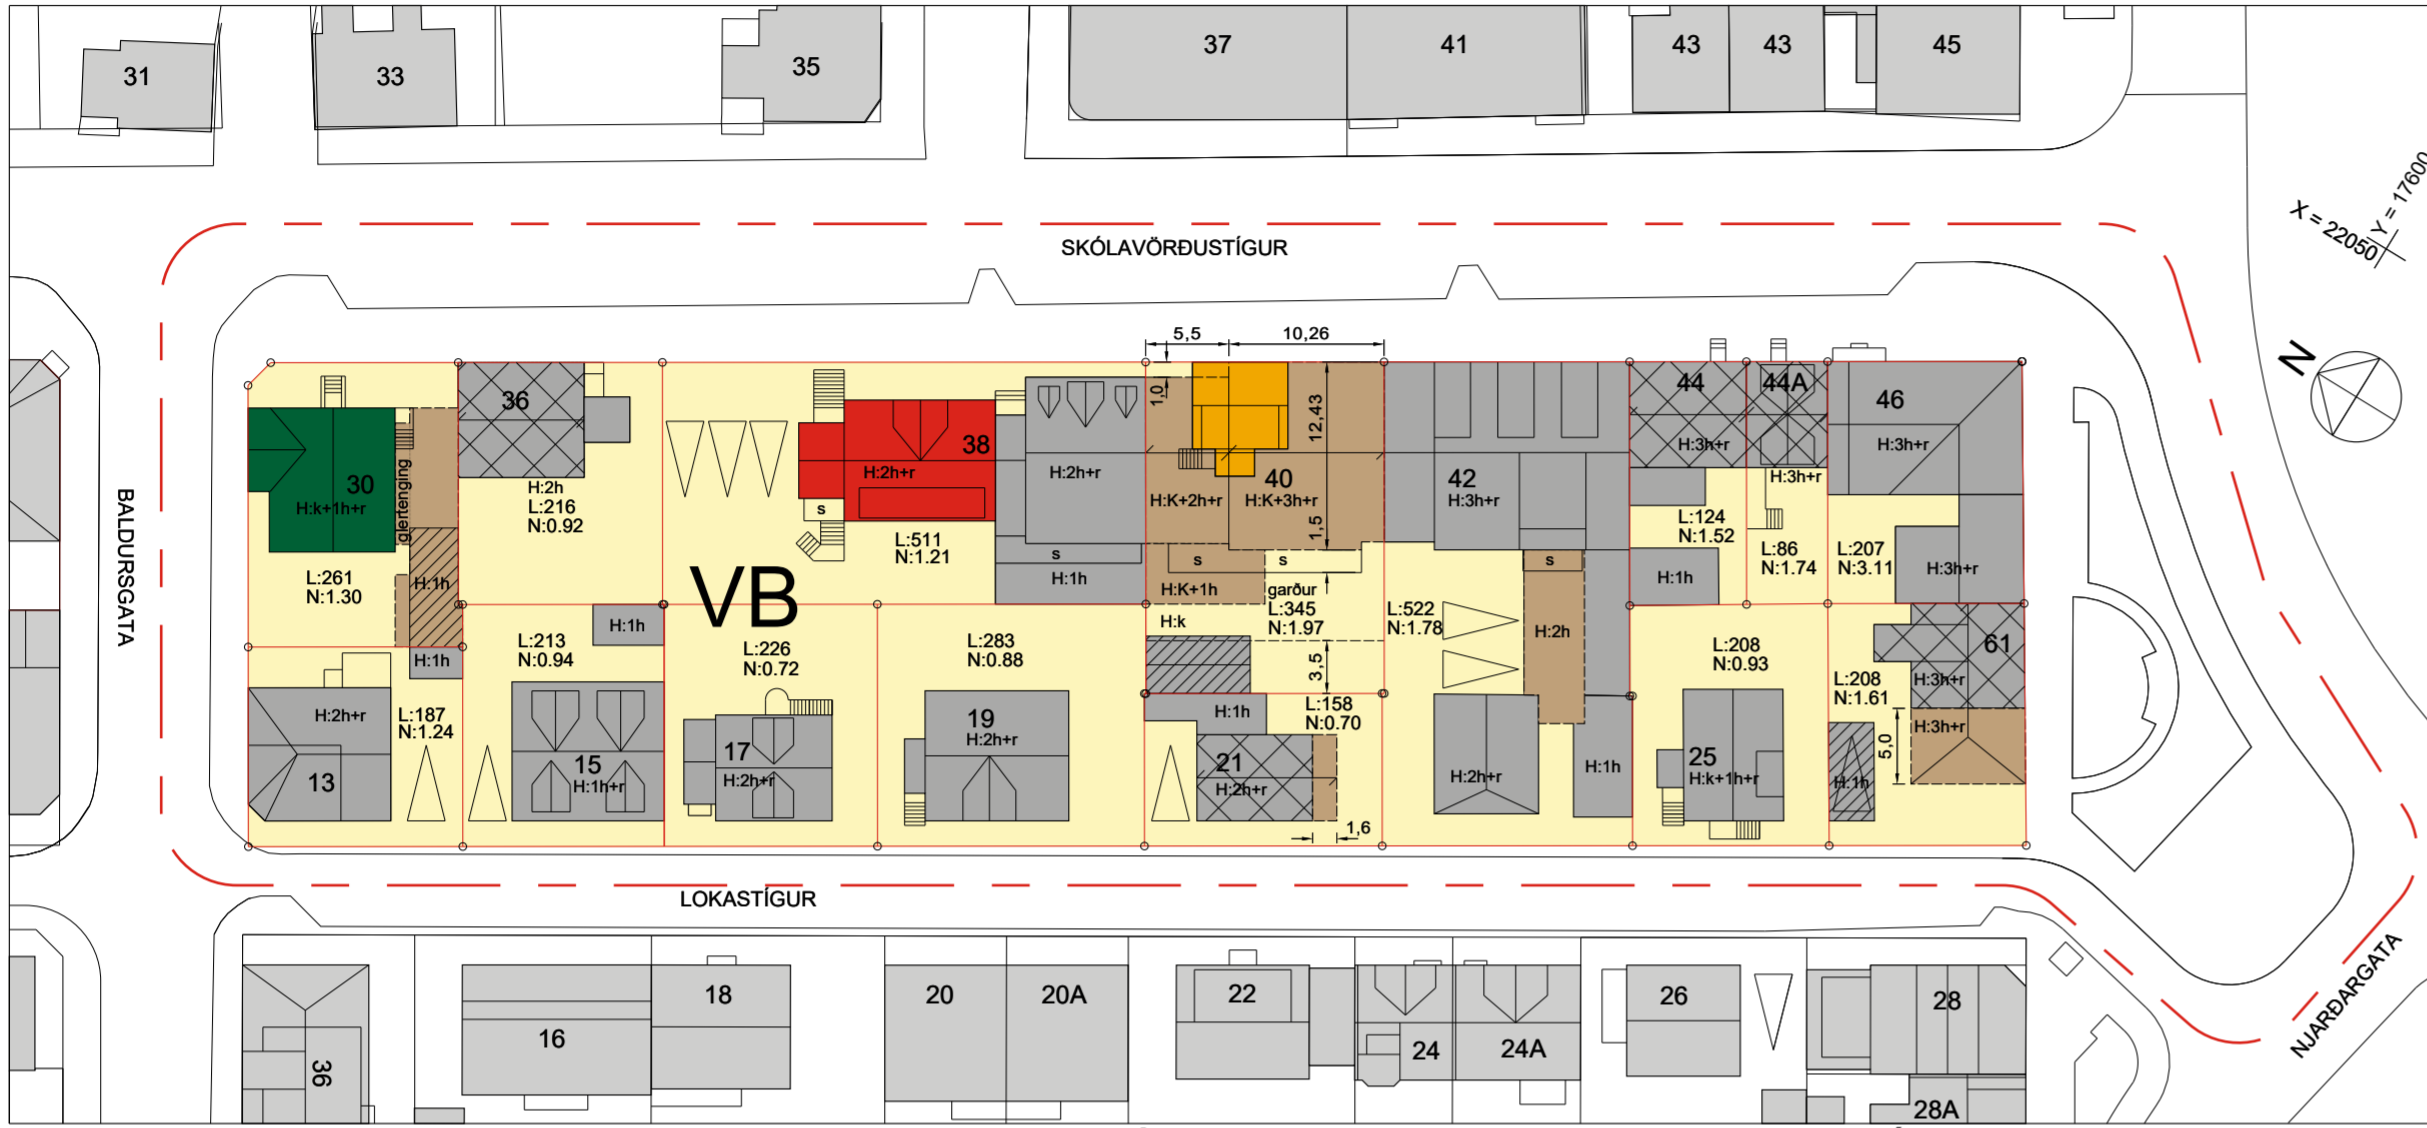 31
33
35
37
41
43
43
45
X = 22050
Y = 17600
SKÓLAVÖRÐUSTÍGUR
N
BALDURSGATA
5,5
10,26
1,0
12,43
1,5
30
H:k+1h+r
glertenging
L:261
N:1.30
H:1h
36
H:2h
L:216
N:0.92
38
H:2h+r
s
L:511
N:1.21
H:2h+r
s
H:1h
40
H:K+2h+r
H:K+3h+r
s
s
H:K+1h
garður
L:345
N:1.97
H:k
3,5
42
H:3h+r
L:522
N:1.78
s
H:2h
44
H:3h+r
L:124
N:1.52
H:1h
44A
H:3h+r
L:86
N:1.74
46
H:3h+r
L:207
N:3.11
H:3h+r
VB
H:1h
H:2h+r
13
L:187
N:1.24
L:213
N:0.94
H:1h
15
H:1h+r
L:226
N:0.72
17
H:2h+r
L:283
N:0.88
19
H:2h+r
H:1h
L:158
N:0.70
21
H:2h+r
1,6
H:2h+r
H:1h
L:208
N:0.93
25
H:k+1h+r
61
H:3h+r
L:208
N:1.61
H:3h+r
5,0
H:1h
LOKASTÍGUR
NJARÐARGATA
36
16
18
20
20A
22
24
24A
26
28
28A